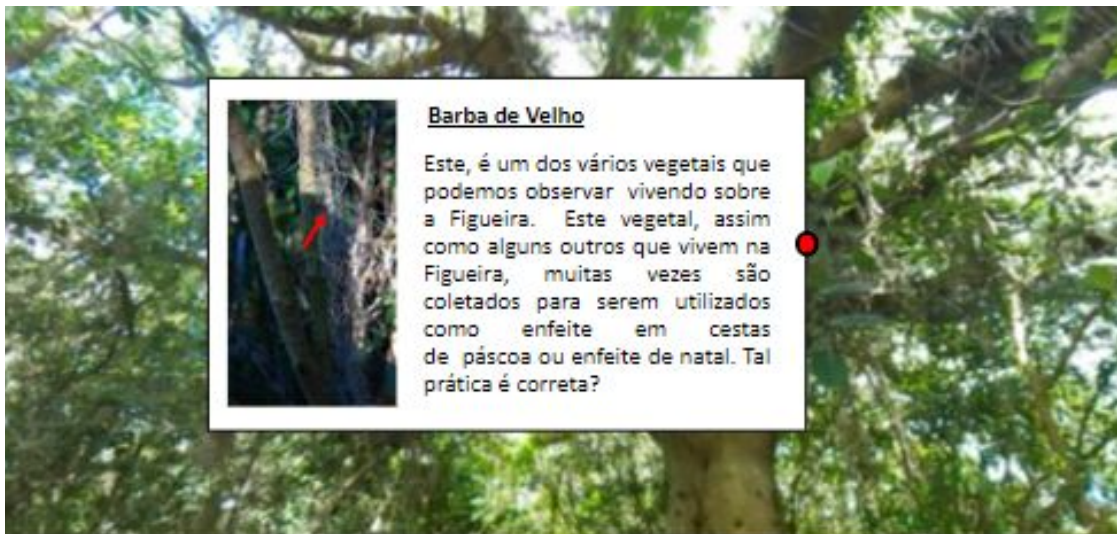 Barba de Velho
Este, é um dos vários vegetais que
podemos observar vivendo sobre
a Figueira. Este vegetal, assim
como alguns outros que vivem na
Figueira, muitas vezes são
coletados para serem utilizados
como enfeite em cestas
de páscoa ou enfeite de natal. Tal
prática é correta?